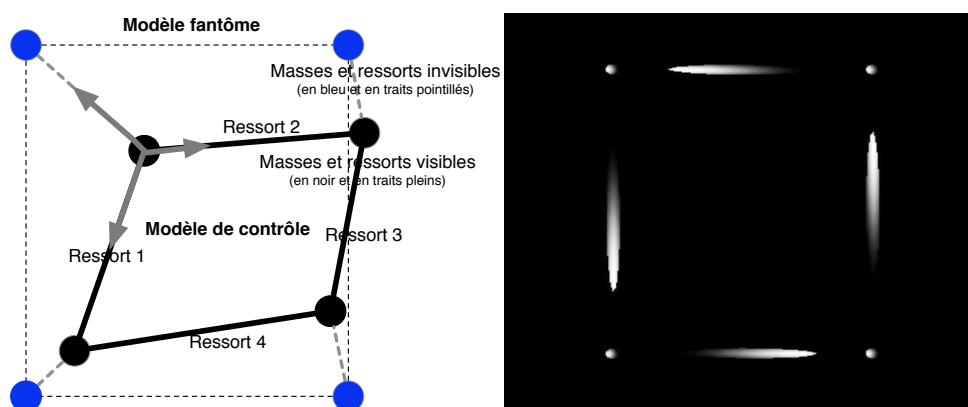 Modèle fantôme
Masses et ressorts invisibles
(en bleu et en traits pointillés)
Ressort 2
Masses et ressorts visibles
(en noir et en traits pleins)
Modèle de contrôle
Ressort 3
Ressort 1
Ressort 4